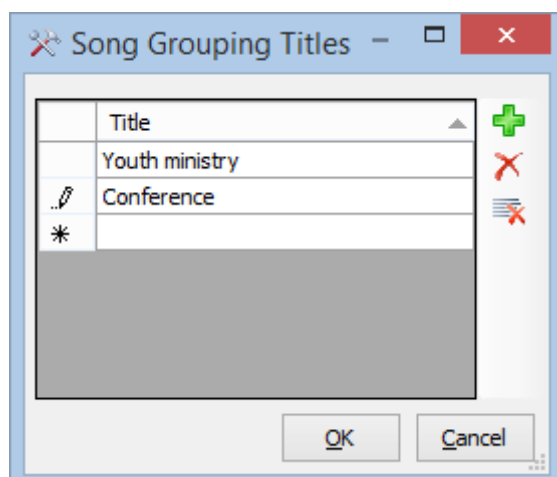 Song Grouping Titles
Title
Youth ministry
Conference
OK
Cancel